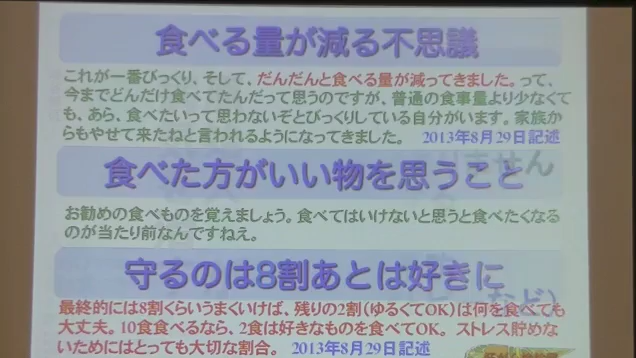 食べる量が減る不思議
これが一番びっくり、そして、だんだんと食べる量が減ってきました。って、
今までどんだけ食べてたんだって思うのですが、普通の食事量より少なくて
も、あら、食べたいって思わないぞとびっくりしている自分がいます。家族か
らもやせて来たねと言われるようになってきました。 2013年8月29日記述
食べた方がいい物を思うこと
りません
お勧めの食べものを覚えましょう。食べてはいけないと思うと食べたくなる
のが当たり前なんですねえ。
守るのは8割あとは好きに
など)
最終的には8割くらいうまくいけば、残りの2割(ゆるくてOK)は何を食べても
大丈夫。10食食べるなら、2食は好きなものを食べてOK。 ストレス貯めな
いためにはとっても大切な割合。 2013年8月29日記述